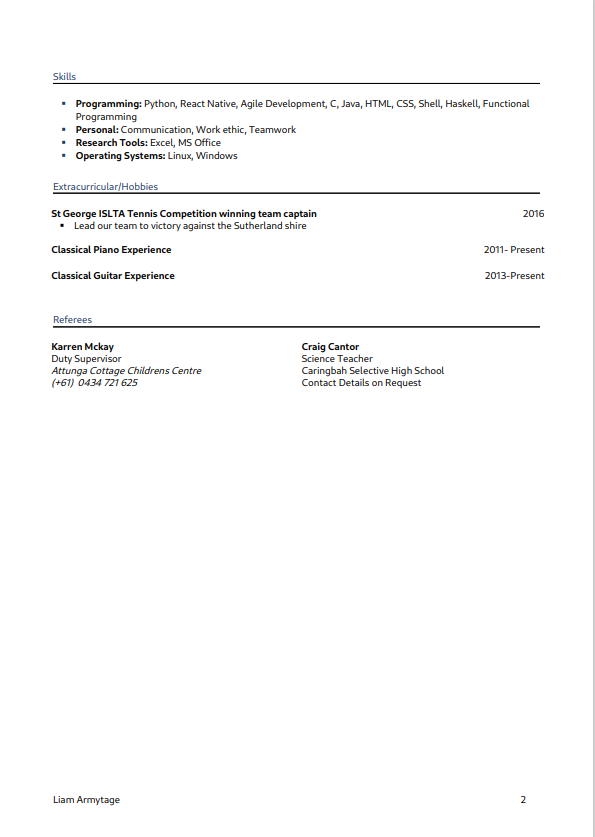 Skills
▪ Programming: Python, React Native, Agile Development, C, Java, HTML, CSS, Shell, Haskell, Functional
Programming
▪ Personal: Communication, Work ethic, Teamwork
▪ Research Tools: Excel, MS Office
▪ Operating Systems: Linux, Windows
Extracurricular/Hobbies
St George ISLTA Tennis Competition winning team captain 2016
▪ Lead our team to victory against the Sutherland shire
Classical Piano Experience 2011- Present
Classical Guitar Experience 2013-Present
Referees
Karren Mckay
Duty Supervisor
Attunga Cottage Childrens Centre
(+61) 0434 721 625
Craig Cantor
Science Teacher
Caringbah Selective High School
Contact Details on Request
Liam Armytage 2